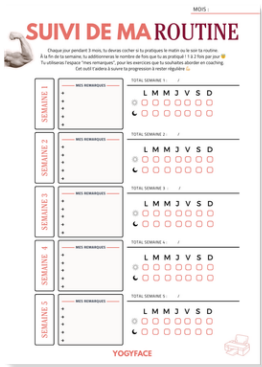 MOIS :
SUIVI DE MA ROUTINE
Chaque jour pendant 3 mois, tu devras cocher si tu pratiques le matin ou le soir ta routine.
À la fin de la semaine, tu additionneras le nombre de fois que tu as pratiqué ! 1 à 2 fois par jour 😍
Tu utiliseras l'espace "mes remarques", pour les exercices que tu souhaites aborder en coaching.
Cet outil t'aidera à suivre ta progression à rester régulière 💪
SEMAINE 1
MES REMARQUES
TOTAL SEMAINE 1 : /
L M M J V S D
SEMAINE 2
MES REMARQUES
TOTAL SEMAINE 2 : /
L M M J V S D
SEMAINE 3
MES REMARQUES
TOTAL SEMAINE 3 : /
L M M J V S D
SEMAINE 4
MES REMARQUES
TOTAL SEMAINE 4 : /
L M M J V S D
SEMAINE 5
MES REMARQUES
TOTAL SEMAINE 5 : /
L M M J V S D
YOGYFACE